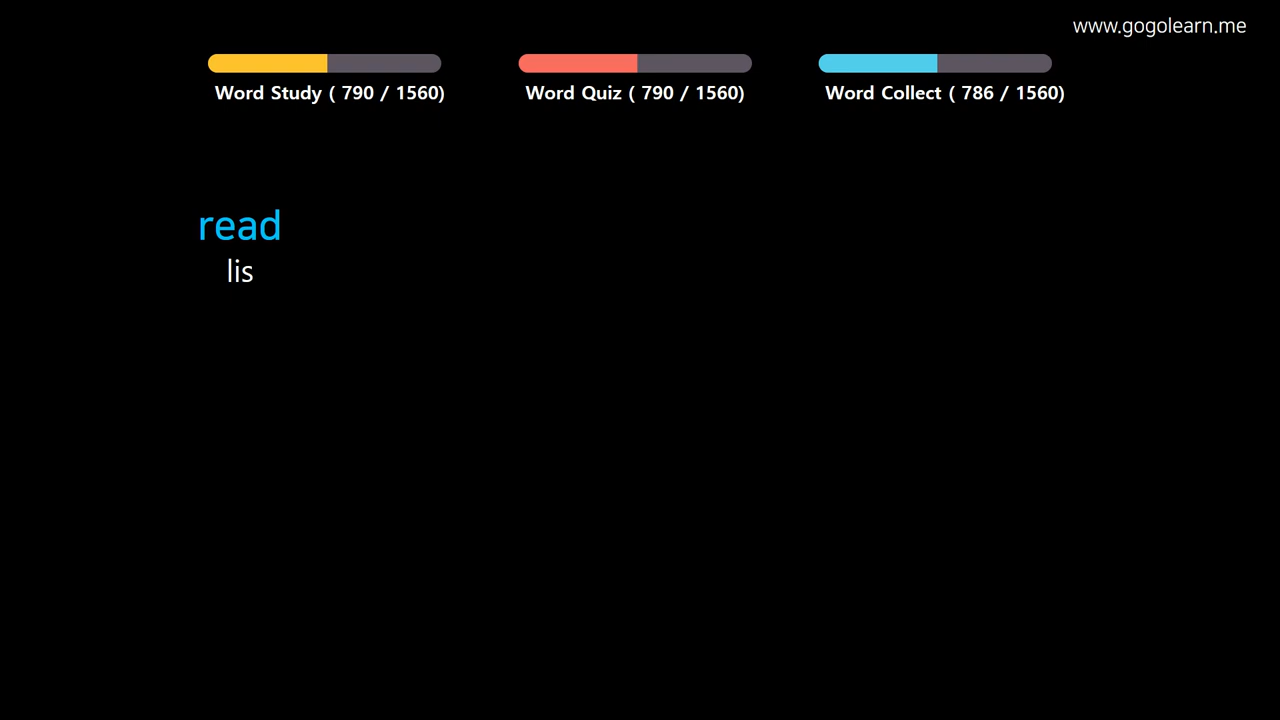 www.gogolearn.me
Word Study ( 790 / 1560)
Word Quiz ( 790 / 1560)
Word Collect ( 786 / 1560)
read
lis